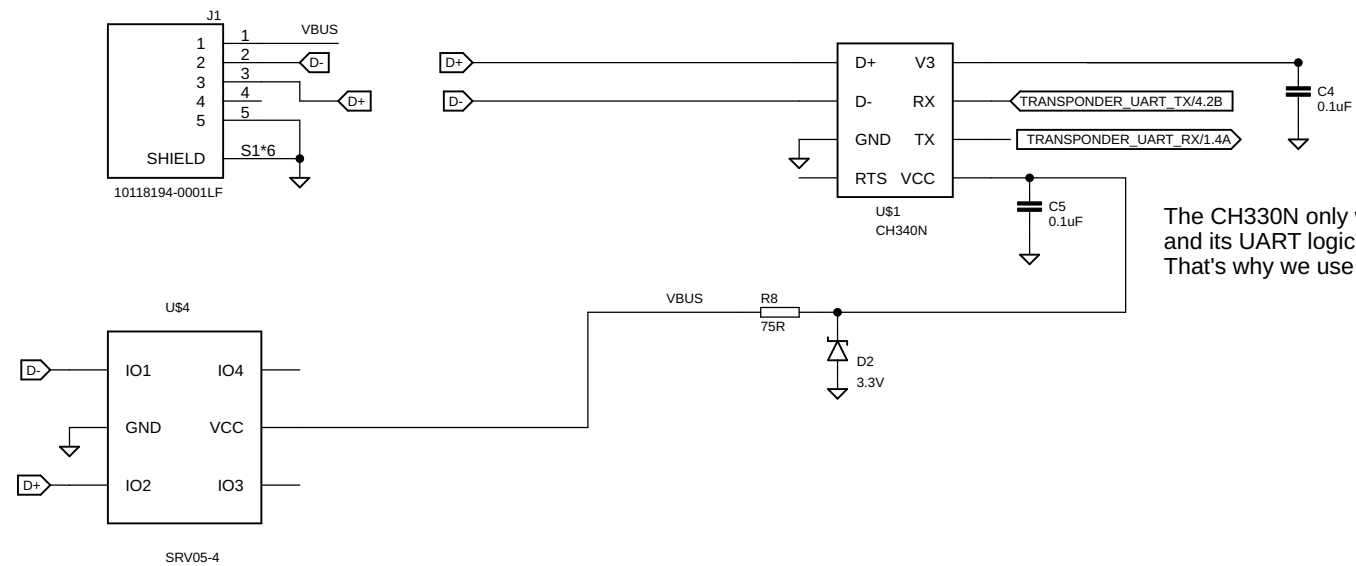 J1
1 1 VBUS
2 2 D-
3 3
4 4 D+
5 5
SHIELD S1*6
10118194-0001LF
D+ D+ V3
D- D- RX TRANSPONDER_UART_TX/4.2B
GND TX TRANSPONDER_UART_RX/1.4A
RTS VCC
U$1
CH340N
C4
0.1uF
C5
0.1uF
The CH330N only
and its UART logic
That's why we use
U$4
VBUS R8
75R
D2
3.3V
D- IO1 IO4
GND VCC
D+ IO2 IO3
SRV05-4